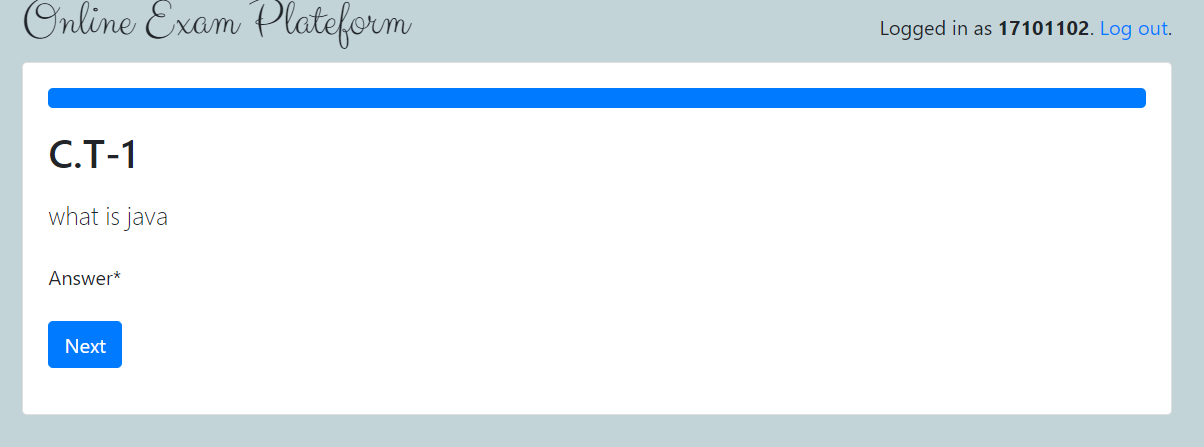 Online Exam Plateform
Logged in as 17101102. Log out.
C.T-1
what is java
Answer*
Next